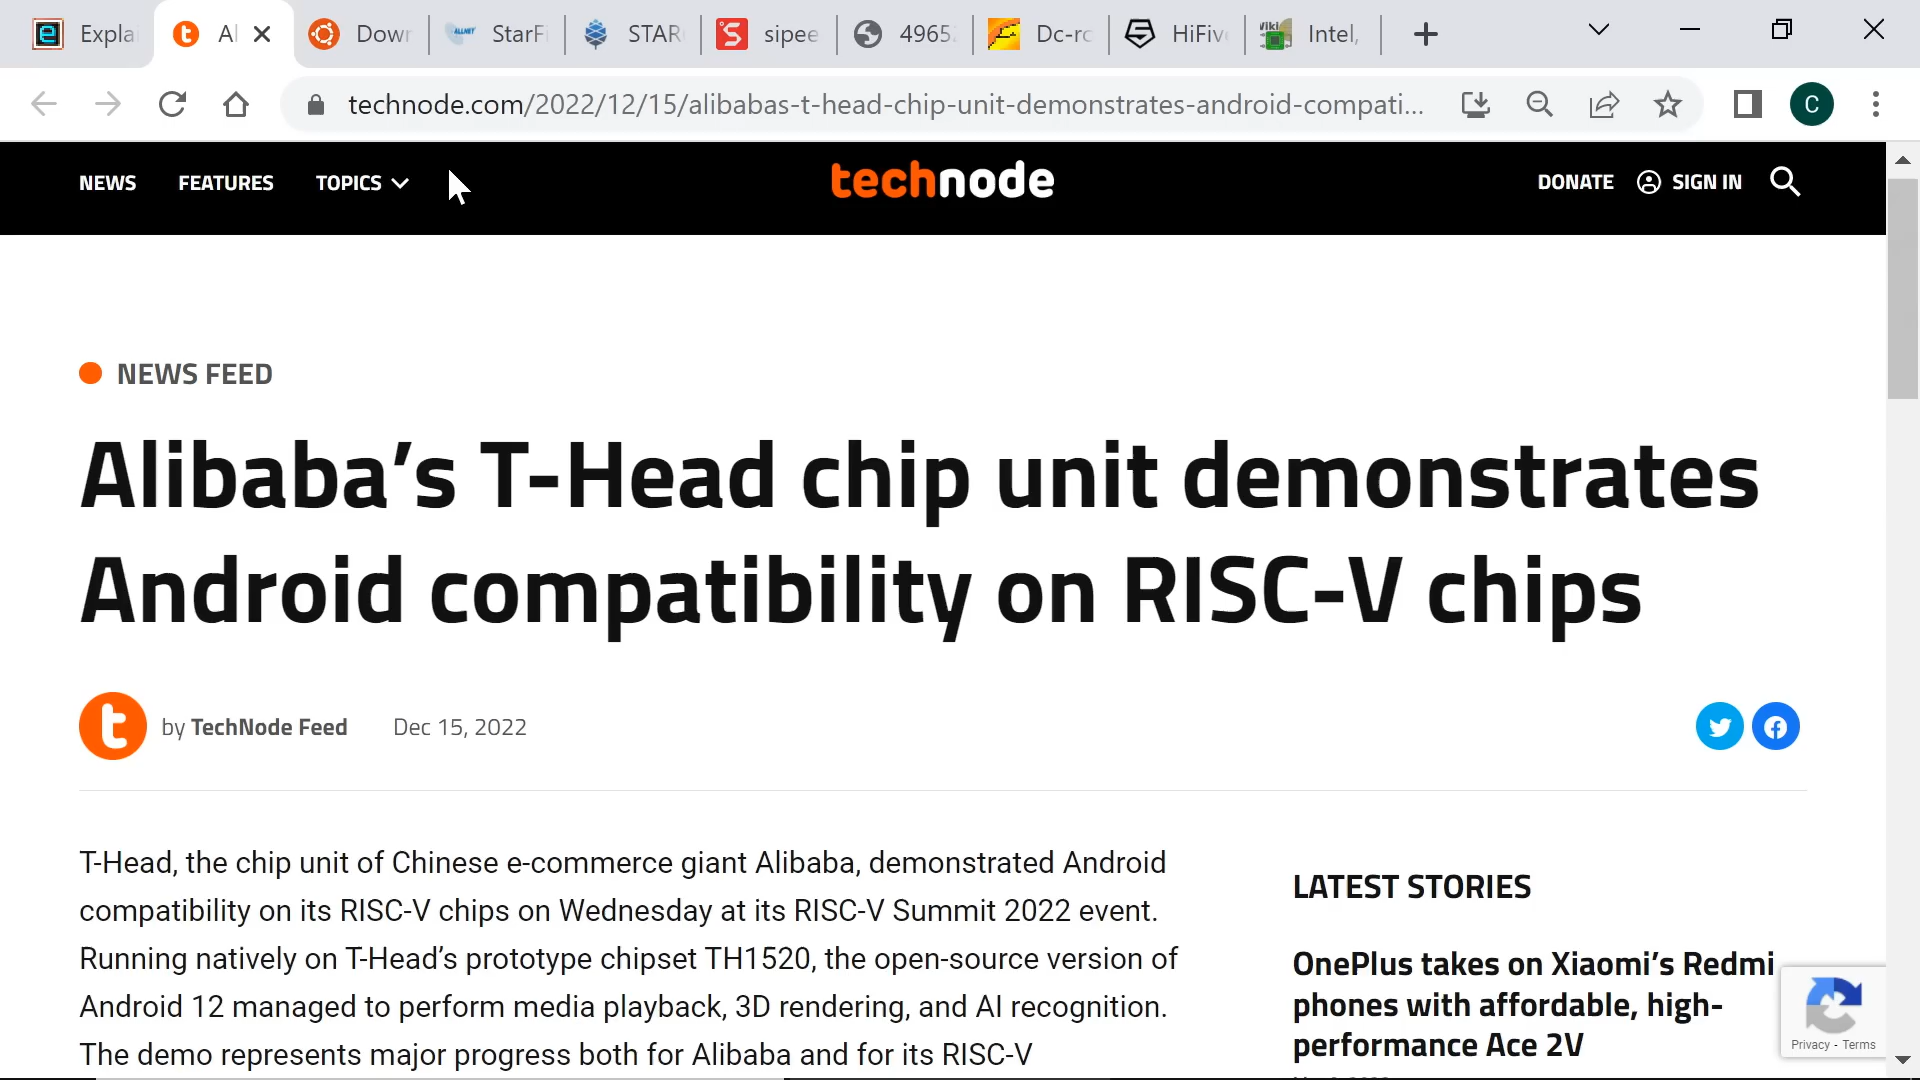 Expla
Al
Dowr
StarFi
STAR
sipee
4965
Dc-ro
HiFiv
Intel,
technode.com/2022/12/15/alibabas-t-head-chip-unit-demonstrates-android-compati...
C
NEWS
FEATURES
TOPICS
technode
DONATE
SIGN IN
NEWS FEED
Alibaba’s T-Head chip unit demonstrates
Android compatibility on RISC-V chips
by TechNode Feed
Dec 15, 2022
T-Head, the chip unit of Chinese e-commerce giant Alibaba, demonstrated Android
compatibility on its RISC-V chips on Wednesday at its RISC-V Summit 2022 event.
Running natively on T-Head’s prototype chipset TH1520, the open-source version of
Android 12 managed to perform media playback, 3D rendering, and AI recognition.
The demo represents major progress both for Alibaba and for its RISC-V
LATEST STORIES
OnePlus takes on Xiaomi’s Redmi
phones with affordable, high-
performance Ace 2V
Privacy - Terms